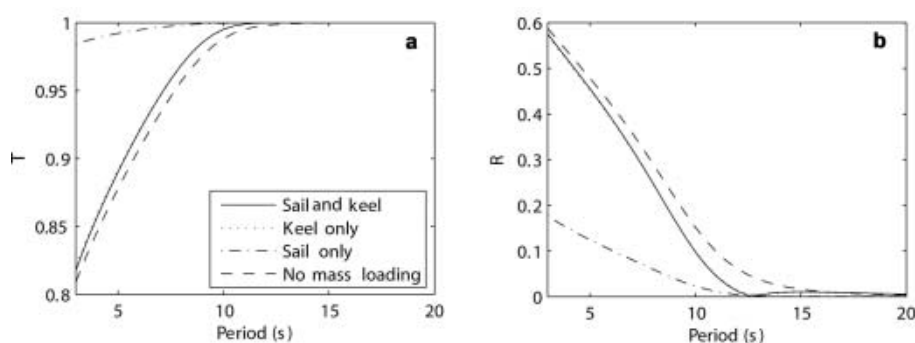 1
0.95
0.9
0.85
0.8
T
a
Sail and keel
Keel only
Sail only
No mass loading
5
10
15
20
Period (s)
0.6
0.5
0.4
0.3
0.2
0.1
0
R
b
5
10
15
20
Period (s)